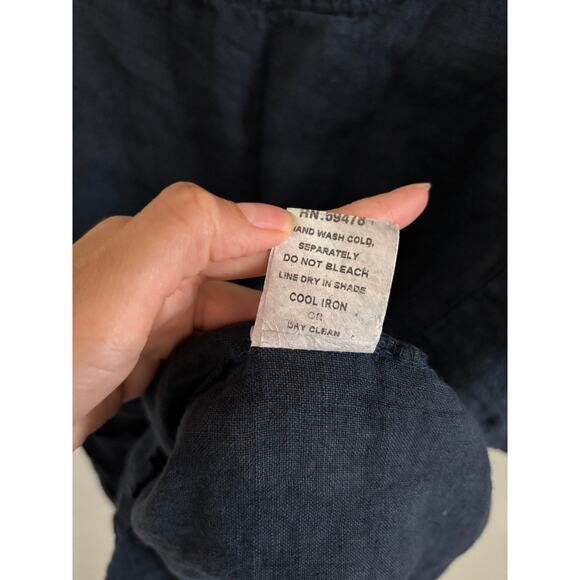 RN.59478
HAND WASH COLD,
SEPARATELY
DO NOT BLEACH
LINE DRY IN SHADE
COOL IRON
OR
DRY CLEAN